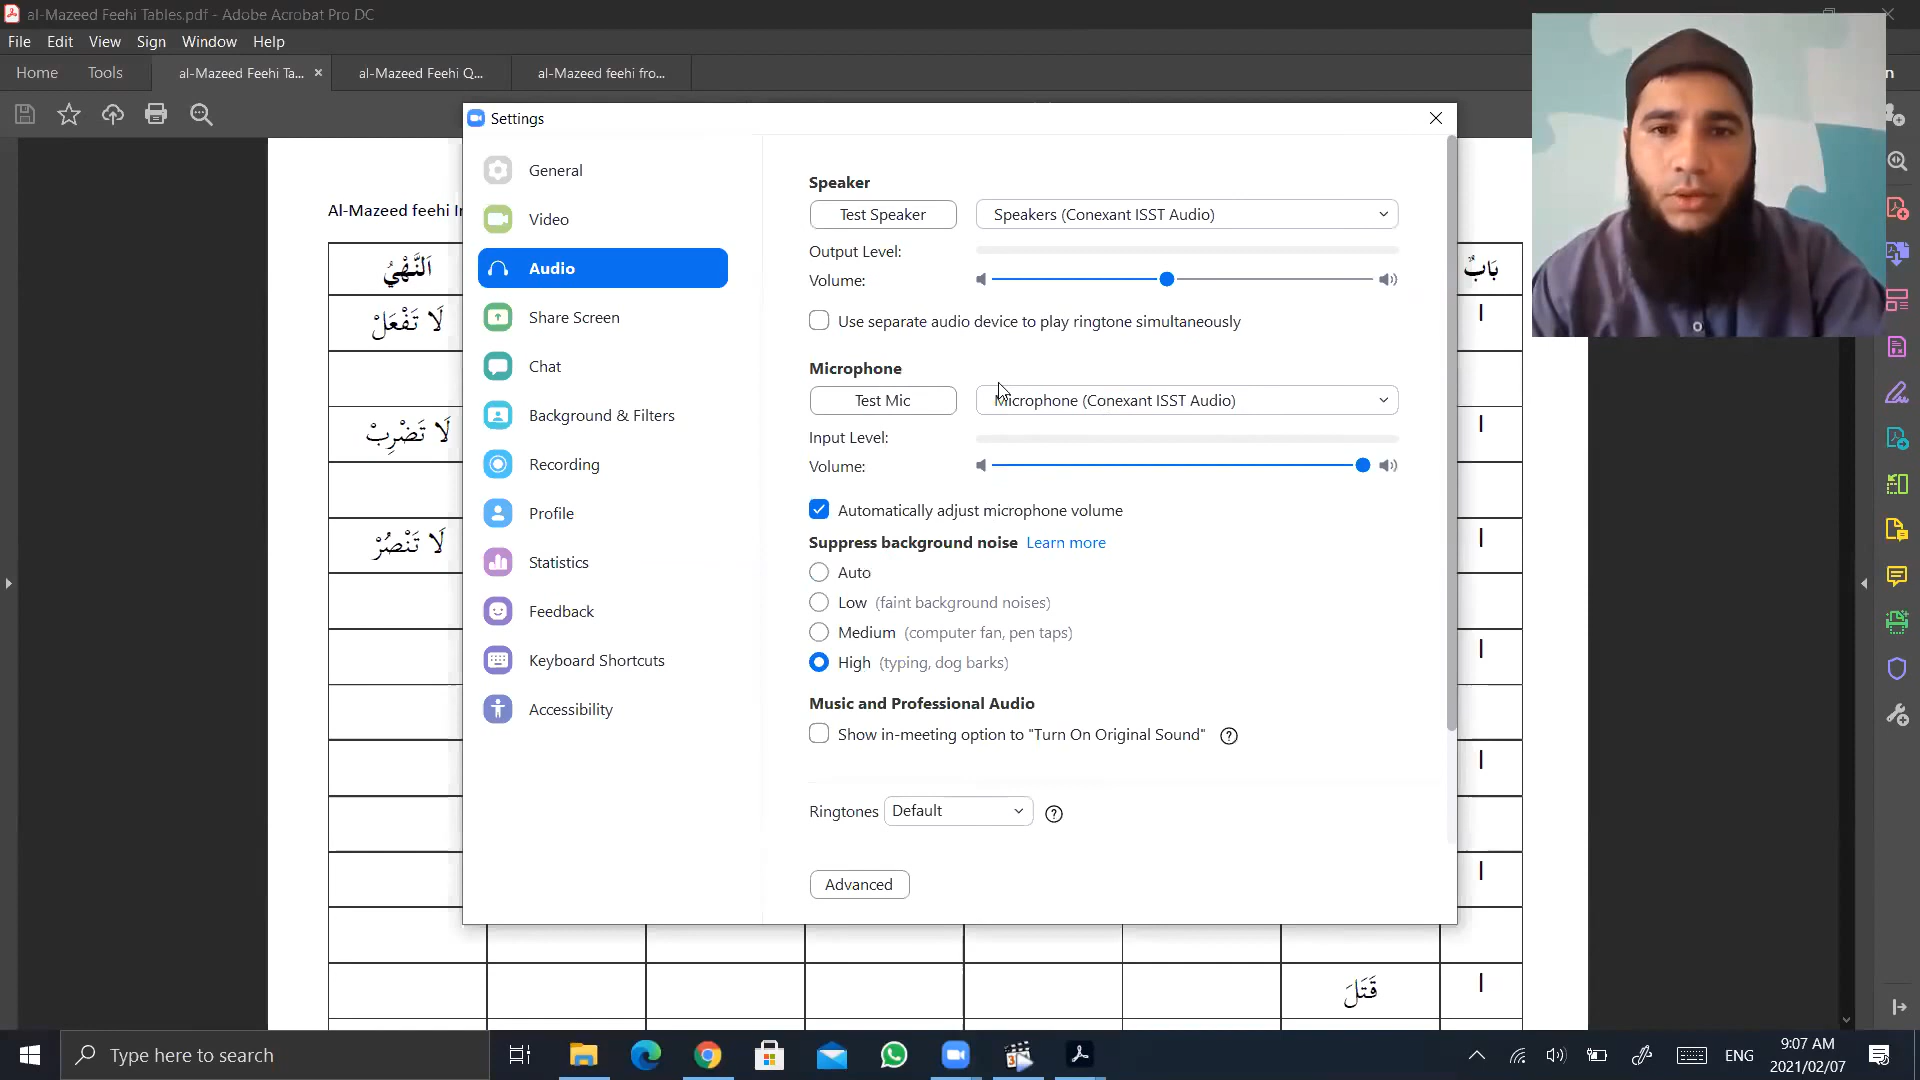 al-Mazeed Feehi Tables.pdf - Adobe Acrobat Pro DC
File Edit View Sign Window Help
Home Tools al-Mazeed Feehi Ta... al-Mazeed Feehi Q... al-Mazeed feehi fro...
Settings
General
Video
Audio
Share Screen
Chat
Background & Filters
Recording
Profile
Statistics
Feedback
Keyboard Shortcuts
Accessibility
Speaker
Test Speaker Speakers (Conexant ISST Audio)
Output Level:
Volume:
Use separate audio device to play ringtone simultaneously
Microphone
Test Mic Microphone (Conexant ISST Audio)
Input Level:
Volume:
Automatically adjust microphone volume
Suppress background noise Learn more
Auto
Low (faint background noises)
Medium (computer fan, pen taps)
High (typing, dog barks)
Music and Professional Audio
Show in-meeting option to "Turn On Original Sound"
Ringtones Default
Advanced
Al-Mazeed feehi
بَابٌ
اَلنَّهْيُ
ا
لَا تَفْعَلْ
ا
لَا تَضْرِبْ
ا
لَا تَنْصُرْ
ا
ا
ا
ا
قَتَلَ
Type here to search
ENG
9:07 AM
2021/02/07